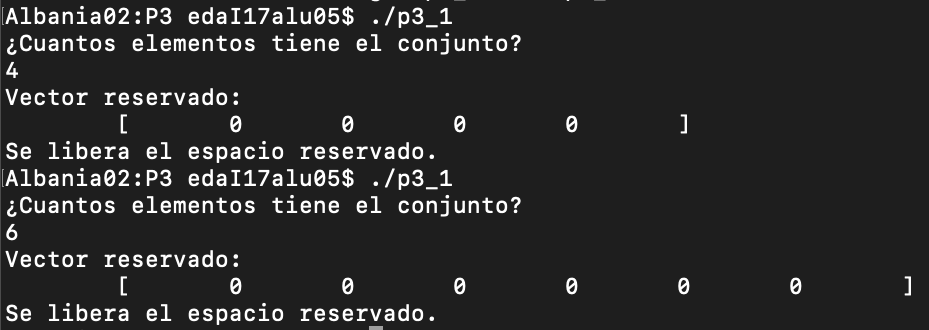 Albania02:P3 edaI17alu05$ ./p3_1
¿Cuantos elementos tiene el conjunto?
4
Vector reservado:
[ 0 0 0 0 ]
Se libera el espacio reservado.
Albania02:P3 edaI17alu05$ ./p3_1
¿Cuantos elementos tiene el conjunto?
6
Vector reservado:
[ 0 0 0 0 0 0 ]
Se libera el espacio reservado.